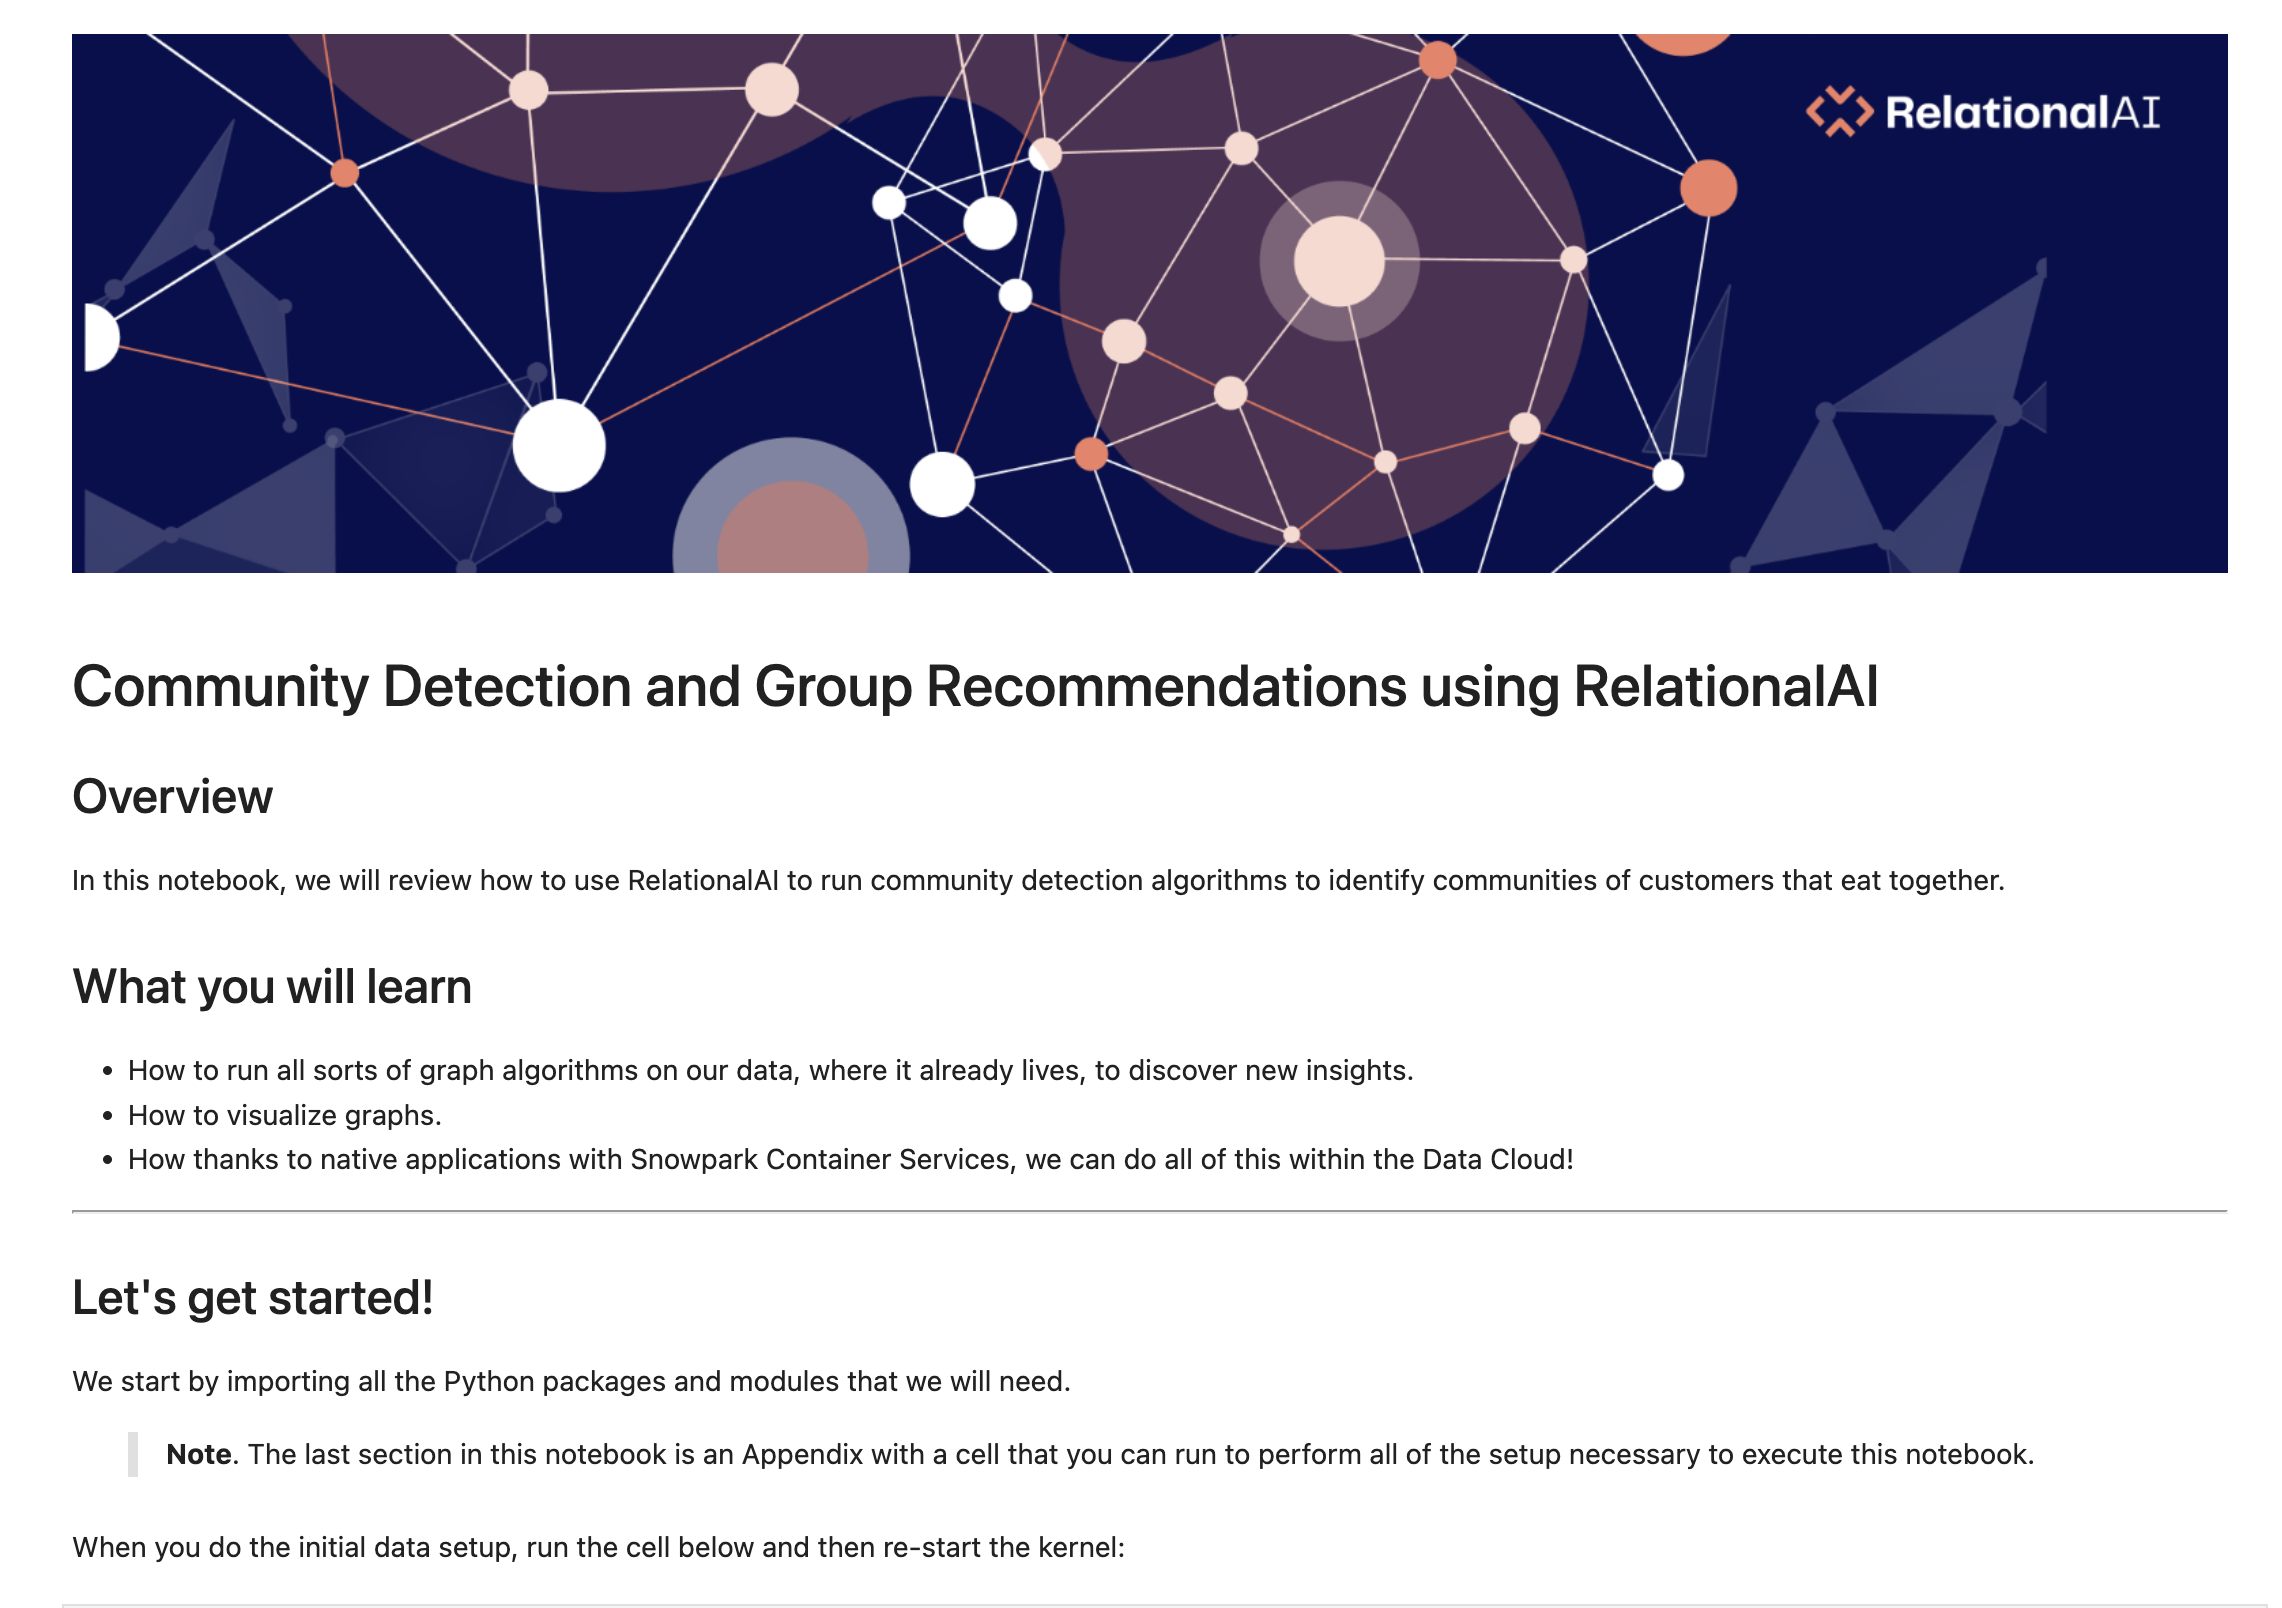 RelationalAI
Community Detection and Group Recommendations using RelationalAI
Overview
In this notebook, we will review how to use RelationalAI to run community detection algorithms to identify communities of customers that eat together.
What you will learn
• How to run all sorts of graph algorithms on our data, where it already lives, to discover new insights.
• How to visualize graphs.
• How thanks to native applications with Snowpark Container Services, we can do all of this within the Data Cloud!
Let's get started!
We start by importing all the Python packages and modules that we will need.
Note. The last section in this notebook is an Appendix with a cell that you can run to perform all of the setup necessary to execute this notebook.
When you do the initial data setup, run the cell below and then re-start the kernel: